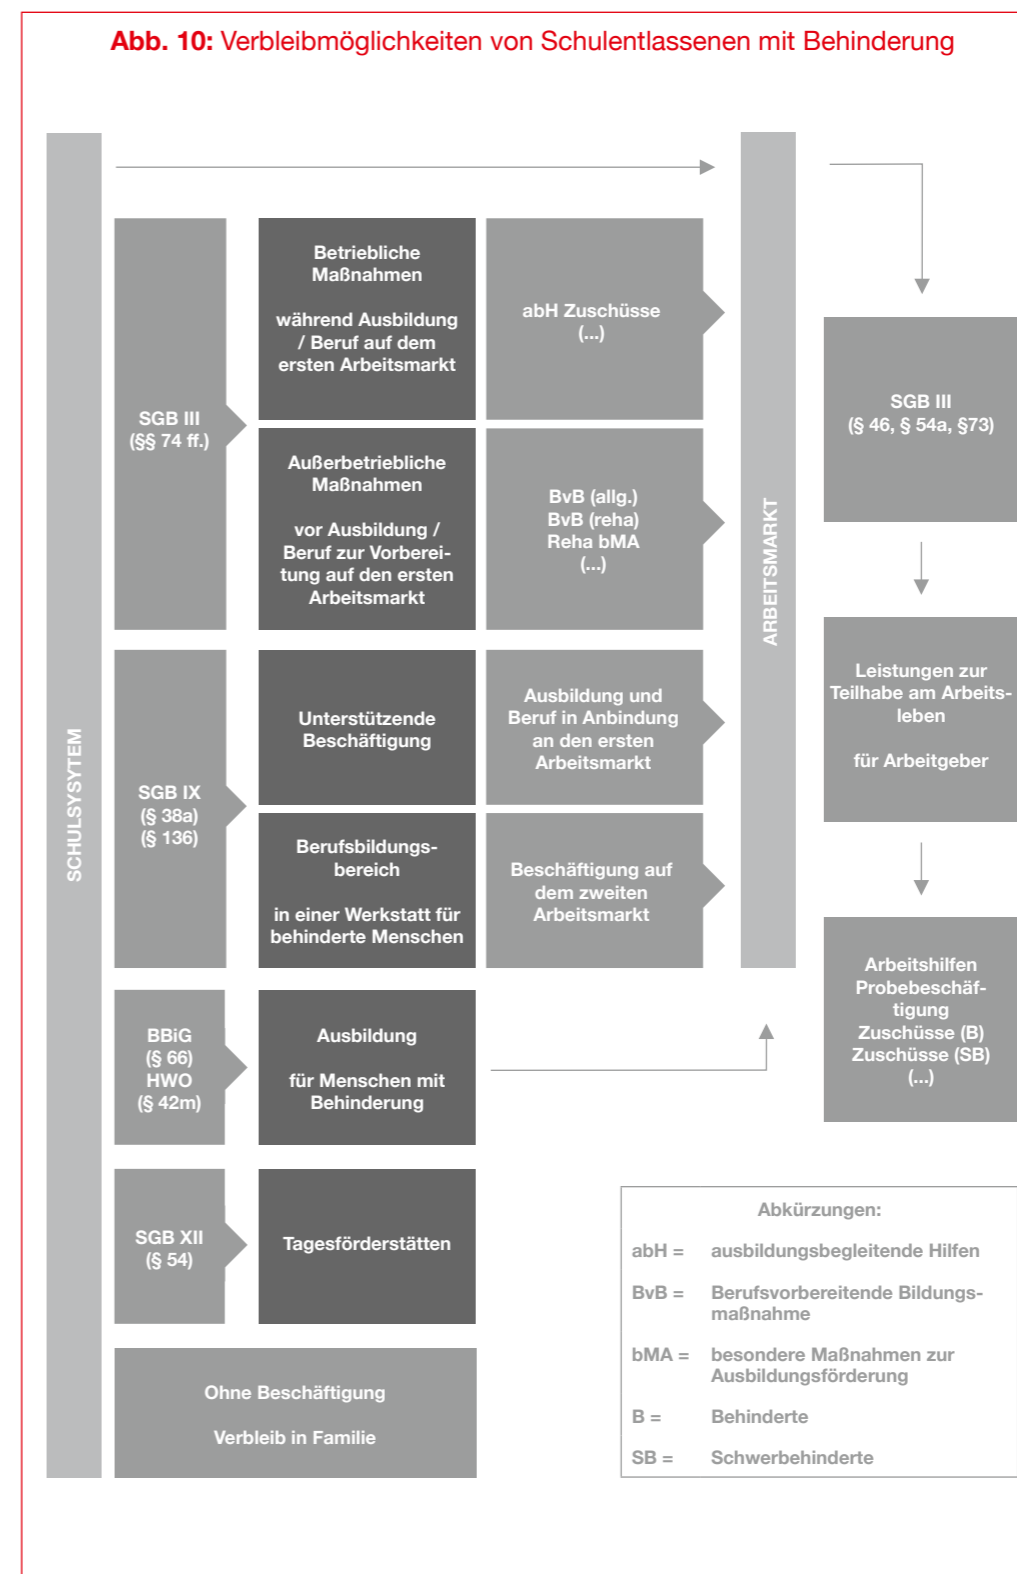 Abb. 10: Verbleibmöglichkeiten von Schulentlassenen mit Behinderung
SCHULSYSYTEM
SGB III
(§§ 74 ff.)
Betriebliche
Maßnahmen
während Ausbildung
/ Beruf auf dem
ersten Arbeitsmarkt
abH Zuschüsse
(...)
Außerbetriebliche
Maßnahmen
vor Ausbildung /
Beruf zur Vorberei-
tung auf den ersten
Arbeitsmarkt
BvB (allg.)
BvB (reha)
Reha bMA
(...)
SGB IX
(§ 38a)
(§ 136)
Unterstützende
Beschäftigung
Ausbildung und
Beruf in Anbindung
an den ersten
Arbeitsmarkt
Berufsbildungs-
bereich
in einer Werkstatt für
behinderte Menschen
Beschäftigung auf
dem zweiten
Arbeitsmarkt
BBiG
(§ 66)
HWO
(§ 42m)
Ausbildung
für Menschen mit
Behinderung
SGB XII
(§ 54)
Tagesförderstätten
Ohne Beschäftigung
Verbleib in Familie
ARBEITSMARKT
SGB III
(§ 46, § 54a, §73)
Leistungen zur
Teilhabe am Arbeits-
leben
für Arbeitgeber
Arbeitshilfen
Probebeschäf-
tigung
Zuschüsse (B)
Zuschüsse (SB)
(...)
Abkürzungen:
abH = ausbildungsbegleitende Hilfen
BvB = Berufsvorbereitende Bildungs-
maßnahme
bMA = besondere Maßnahmen zur
Ausbildungsförderung
B = Behinderte
SB = Schwerbehinderte